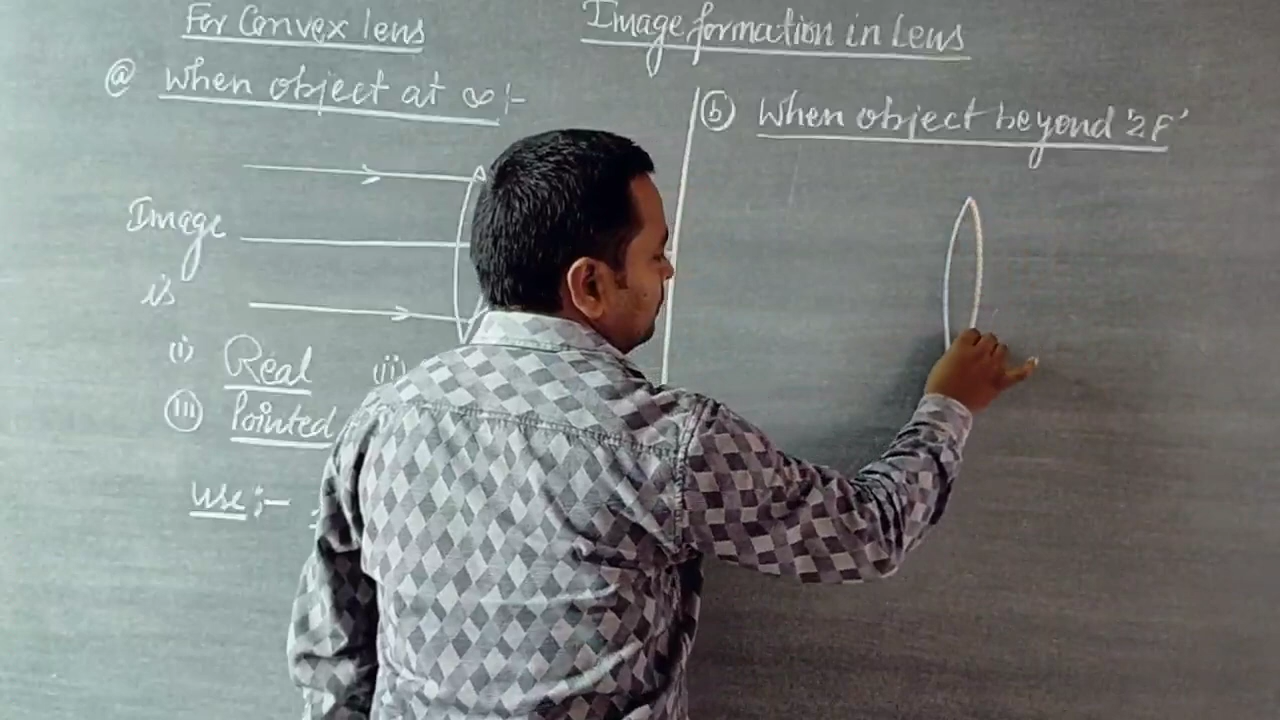 For Convex lens
Image formation in Lens
(a) When object at ∞ :-
(b) When object beyond '2F'
Image
is
(i) Real (ii)
(iii) Pointed
Use :-